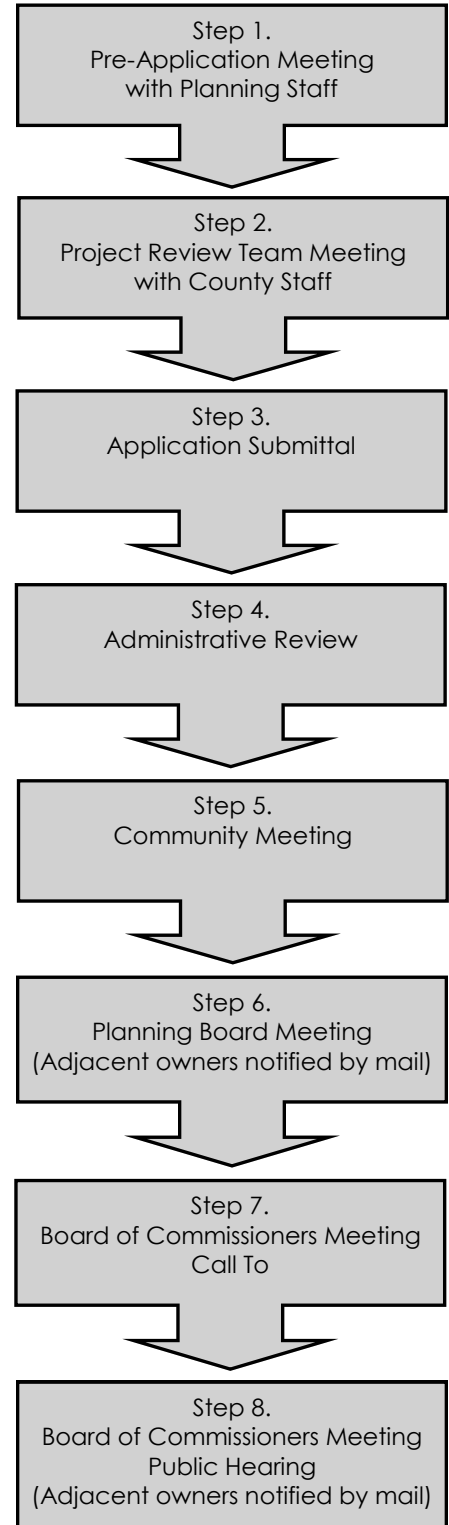 Step 1.
Pre-Application Meeting
with Planning Staff
Step 2.
Project Review Team Meeting
with County Staff
Step 3.
Application Submittal
Step 4.
Administrative Review
Step 5.
Community Meeting
Step 6.
Planning Board Meeting
(Adjacent owners notified by mail)
Step 7.
Board of Commissioners Meeting
Call To
Step 8.
Board of Commissioners Meeting
Public Hearing
(Adjacent owners notified by mail)